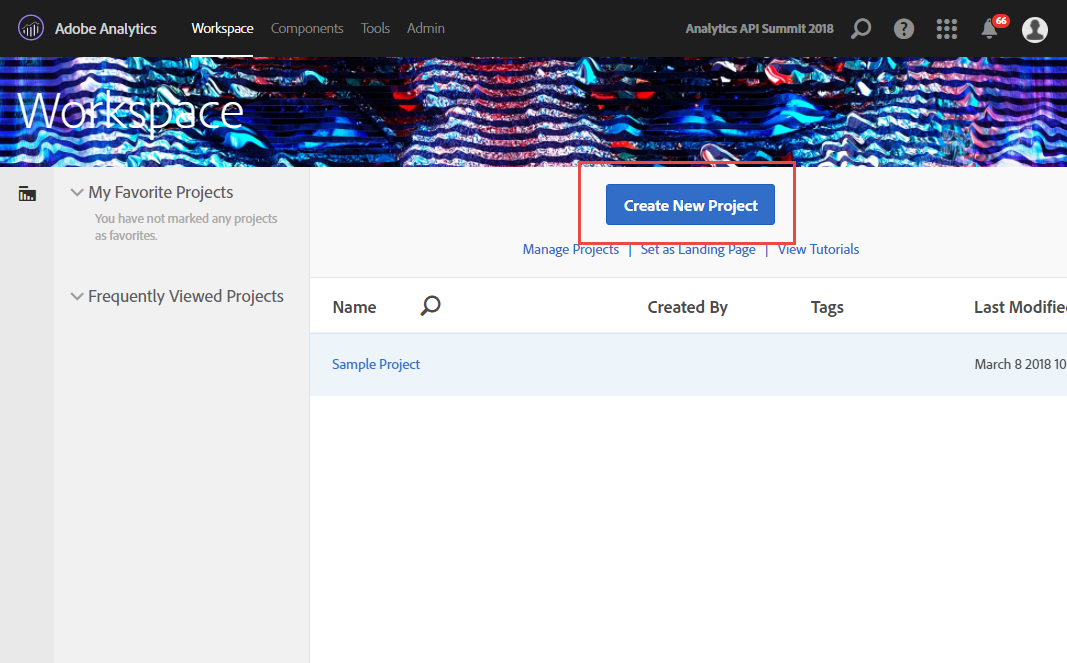 Adobe Analytics Workspace Components Tools Admin Analytics API Summit 2018 ? 66
Workspace
My Favorite Projects
You have not marked any projects
as favorites.
Frequently Viewed Projects
Create New Project
Manage Projects | Set as Landing Page | View Tutorials
Name Created By Tags Last Modifie
Sample Project March 8 2018 10